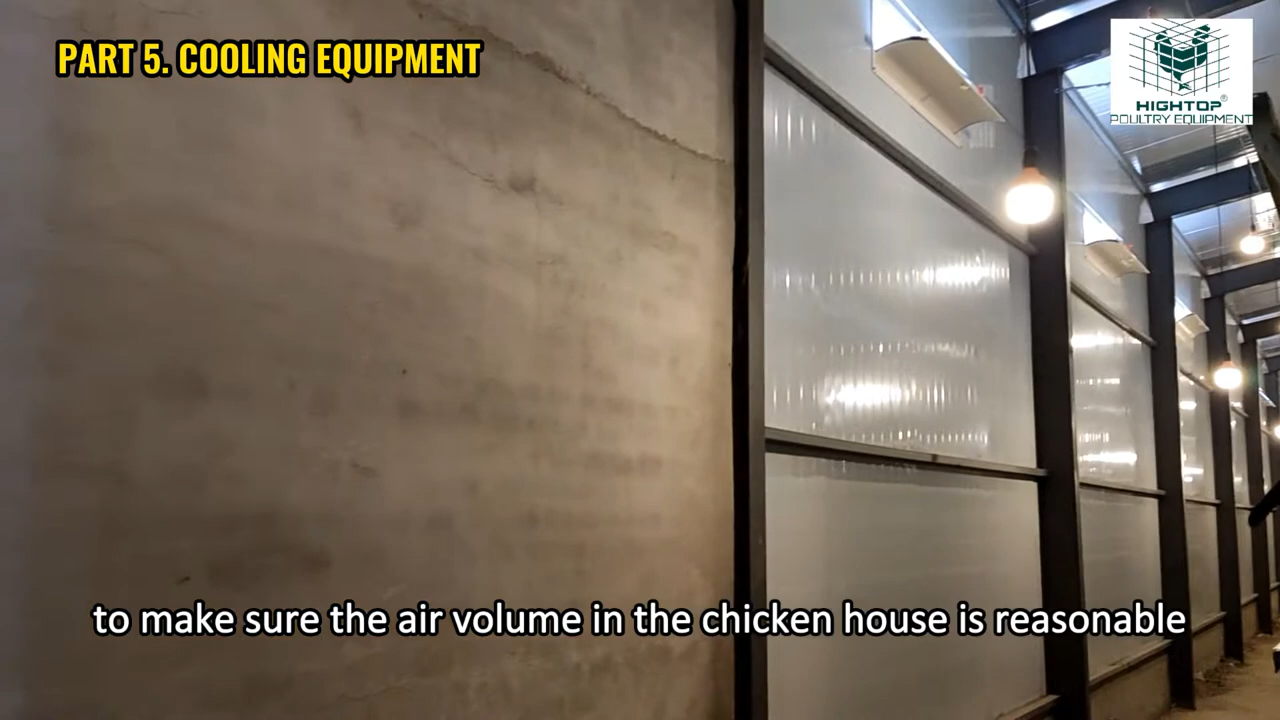 PART 5. COOLING EQUIPMENT
HIGHTOP®
POULTRY EQUIPMENT
to make sure the air volume in the chicken house is reasonable